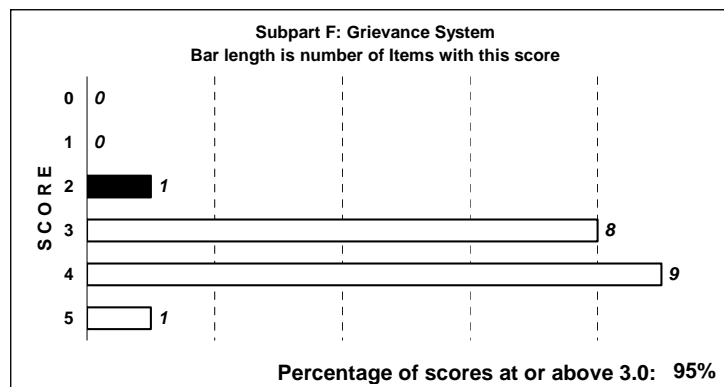 Subpart F: Grievance System
Bar length is number of Items with this score
SCORE
0 0
1 0
2 1
3 8
4 9
5 1
Percentage of scores at or above 3.0: 95%